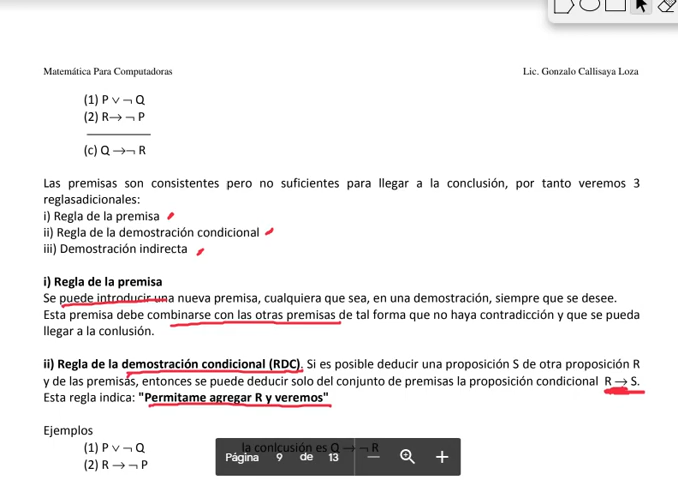 Matemática Para Computadoras
Lic. Gonzalo Callisaya Loza
(1) P ∨ ¬ Q
(2) R→ ¬ P
(c) Q →¬ R
Las premisas son consistentes pero no suficientes para llegar a la conclusión, por tanto veremos 3
reglasadicionales:
i) Regla de la premisa
ii) Regla de la demostración condicional
iii) Demostración indirecta
i) Regla de la premisa
Se puede introducir una nueva premisa, cualquiera que sea, en una demostración, siempre que se desee.
Esta premisa debe combinarse con las otras premisas de tal forma que no haya contradicción y que se pueda
llegar a la conlusión.
ii) Regla de la demostración condicional (RDC). Si es posible deducir una proposición S de otra proposición R
y de las premisas, entonces se puede deducir solo del conjunto de premisas la proposición condicional R → S.
Esta regla indica: "Permitame agregar R y veremos"
Ejemplos
(1) P ∨ ¬ Q la conlcusión es Q → ¬ R
(2) R → ¬ P
Página 9 de 13 — +